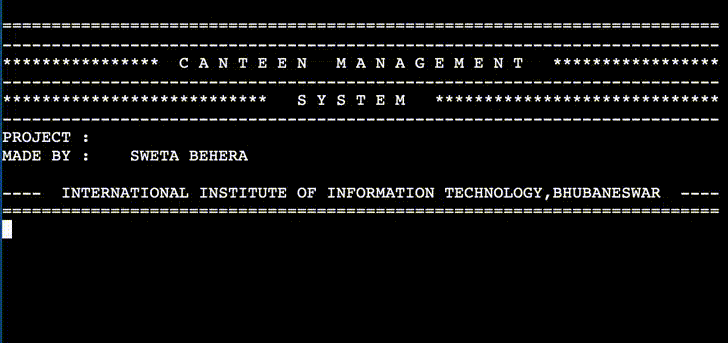 =========================================================================
-------------------------------------------------------------------------
**************** C A N T E E N   M A N A G E M E N T *****************
-------------------------------------------------------------------------
*************************** S Y S T E M *****************************
-------------------------------------------------------------------------
PROJECT :
MADE BY : SWETA BEHERA
---- INTERNATIONAL INSTITUTE OF INFORMATION TECHNOLOGY,BHUBANESWAR ----
=========================================================================